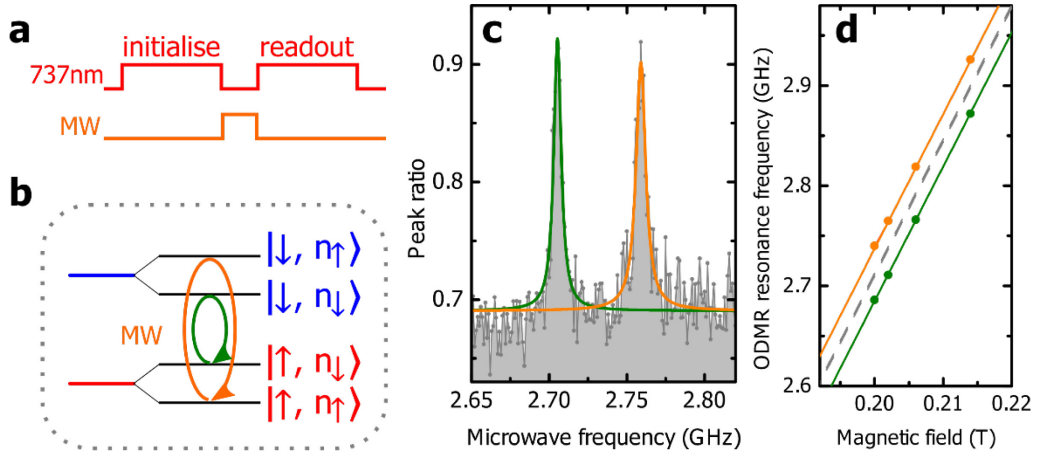 a
initialise readout
737nm
MW
b
|↓, n↑⟩
|↓, n↓⟩
MW
|↑, n↓⟩
|↑, n↑⟩
c
Peak ratio
0.9
0.8
0.7
2.65 2.70 2.75 2.80
Microwave frequency (GHz)
d
ODMR resonance frequency (GHz)
2.9
2.8
2.7
2.6
0.20 0.21 0.22
Magnetic field (T)